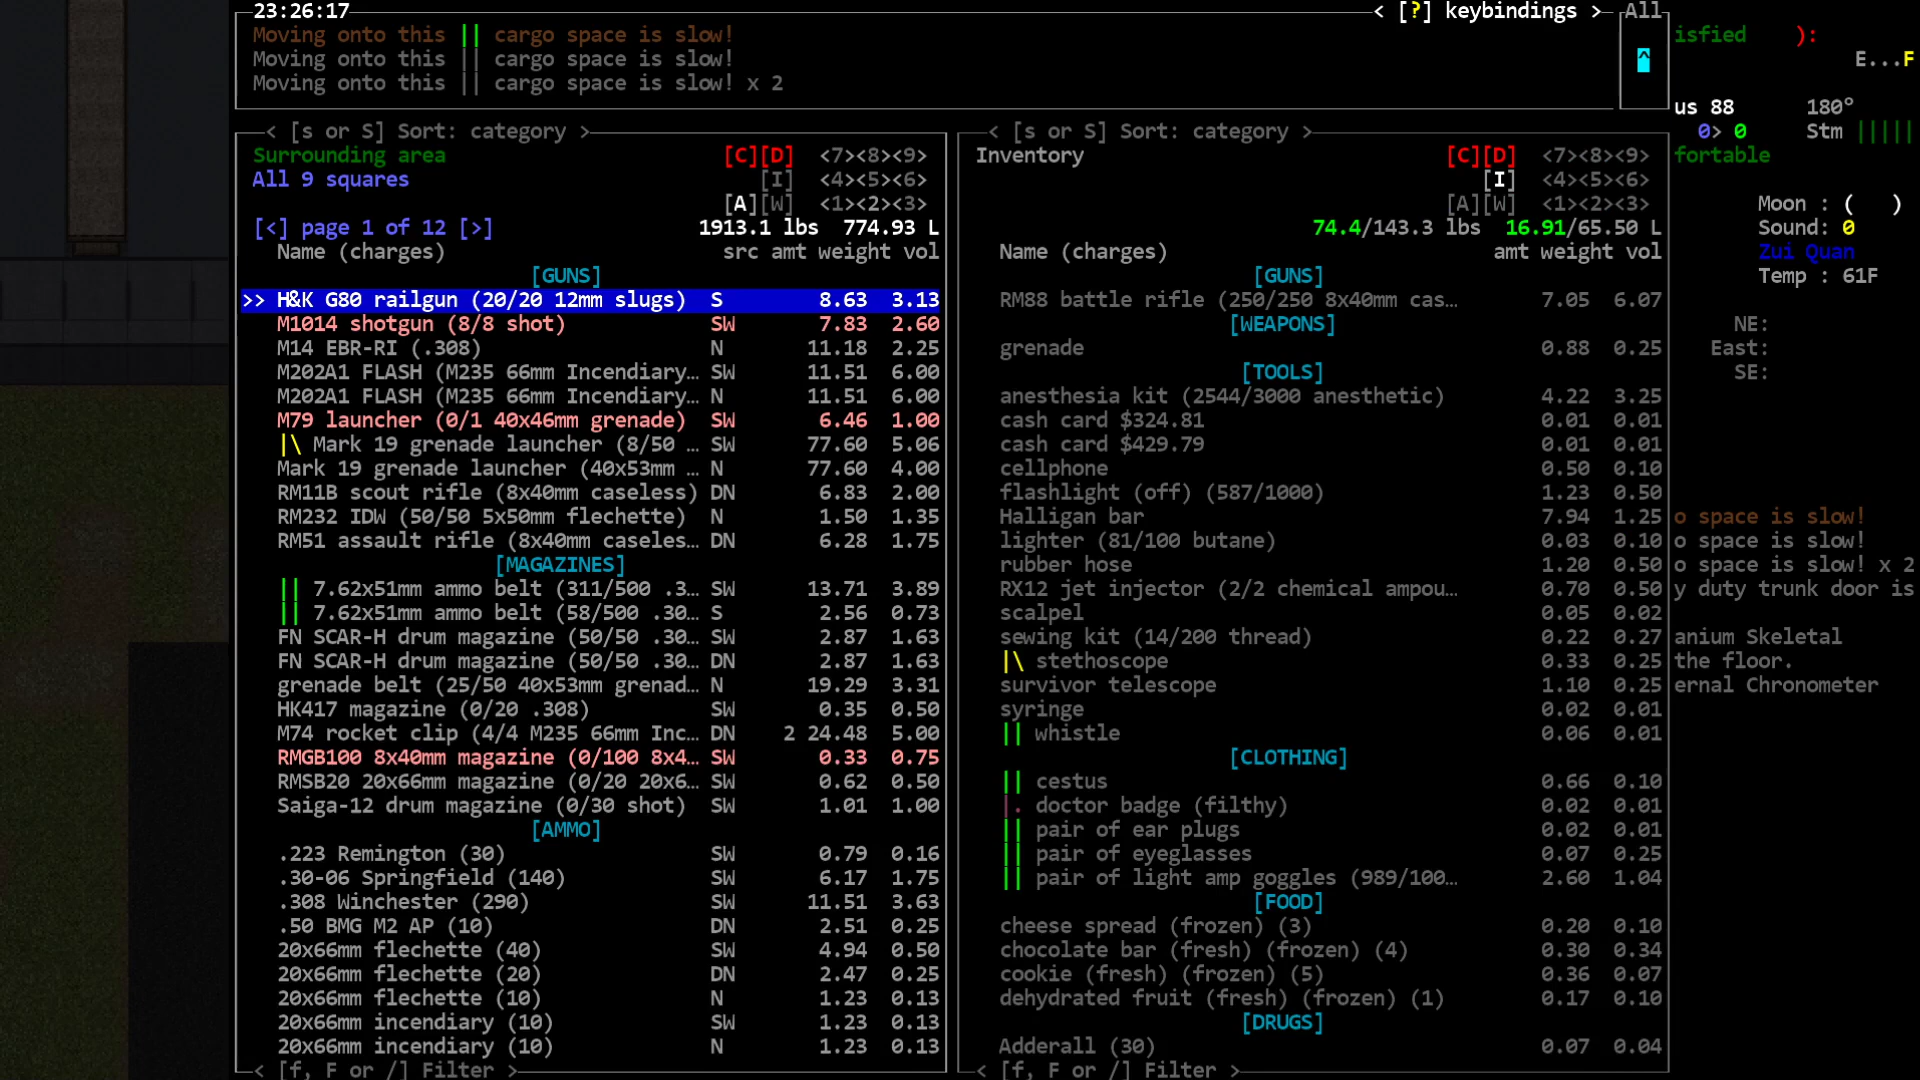 23:26:17
< [?] keybindings >
All
Moving onto this || cargo space is slow!
Moving onto this || cargo space is slow!
Moving onto this || cargo space is slow! x 2
^
< [s or S] Sort: category >
Surrounding area [C][D] <7><8><9>
All 9 squares [I] <4><5><6>
[A][W] <1><2><3>
[<] page 1 of 12 [>] 1913.1 lbs 774.93 L
Name (charges) src amt weight vol
[GUNS]
>> H&K G80 railgun (20/20 12mm slugs) S 8.63 3.13
M1014 shotgun (8/8 shot) SW 7.83 2.60
M14 EBR-RI (.308) N 11.18 2.25
M202A1 FLASH (M235 66mm Incendiary… SW 11.51 6.00
M202A1 FLASH (M235 66mm Incendiary… N 11.51 6.00
M79 launcher (0/1 40x46mm grenade) SW 6.46 1.00
|\ Mark 19 grenade launcher (8/50 … SW 77.60 5.06
Mark 19 grenade launcher (40x53mm … N 77.60 4.00
RM11B scout rifle (8x40mm caseless) DN 6.83 2.00
RM232 IDW (50/50 5x50mm flechette) N 1.50 1.35
RM51 assault rifle (8x40mm caseles… DN 6.28 1.75
[MAGAZINES]
|| 7.62x51mm ammo belt (311/500 .3… SW 13.71 3.89
|| 7.62x51mm ammo belt (58/500 .30… S 2.56 0.73
FN SCAR-H drum magazine (50/50 .30… SW 2.87 1.63
FN SCAR-H drum magazine (50/50 .30… DN 2.87 1.63
grenade belt (25/50 40x53mm grenad… N 19.29 3.31
HK417 magazine (0/20 .308) SW 0.35 0.50
M74 rocket clip (4/4 M235 66mm Inc… DN 2 24.48 5.00
RMGB100 8x40mm magazine (0/100 8x4… SW 0.33 0.75
RMSB20 20x66mm magazine (0/20 20x6… SW 0.62 0.50
Saiga-12 drum magazine (0/30 shot) SW 1.01 1.00
[AMMO]
.223 Remington (30) SW 0.79 0.16
.30-06 Springfield (140) SW 6.17 1.75
.308 Winchester (290) SW 11.51 3.63
.50 BMG M2 AP (10) DN 2.51 0.25
20x66mm flechette (40) SW 4.94 0.50
20x66mm flechette (20) DN 2.47 0.25
20x66mm flechette (10) N 1.23 0.13
20x66mm incendiary (10) SW 1.23 0.13
20x66mm incendiary (10) N 1.23 0.13
< [f, F or /] Filter >
< [s or S] Sort: category >
Inventory [C][D] <7><8><9>
[I] <4><5><6>
[A][W] <1><2><3>
74.4/143.3 lbs 16.91/65.50 L
Name (charges) amt weight vol
[GUNS]
RM88 battle rifle (250/250 8x40mm cas… 7.05 6.07
[WEAPONS]
grenade 0.88 0.25
[TOOLS]
anesthesia kit (2544/3000 anesthetic) 4.22 3.25
cash card $324.81 0.01 0.01
cash card $429.79 0.01 0.01
cellphone 0.50 0.10
flashlight (off) (587/1000) 1.23 0.50
Halligan bar 7.94 1.25
lighter (81/100 butane) 0.03 0.10
rubber hose 1.20 0.50
RX12 jet injector (2/2 chemical ampou… 0.70 0.50
scalpel 0.05 0.02
sewing kit (14/200 thread) 0.22 0.27
|\ stethoscope 0.33 0.25
survivor telescope 1.10 0.25
syringe 0.02 0.01
|| whistle 0.06 0.01
[CLOTHING]
|| cestus 0.66 0.10
|. doctor badge (filthy) 0.02 0.01
|| pair of ear plugs 0.02 0.01
|| pair of eyeglasses 0.07 0.25
|| pair of light amp goggles (989/100… 2.60 1.04
[FOOD]
cheese spread (frozen) (3) 0.20 0.10
chocolate bar (fresh) (frozen) (4) 0.30 0.34
cookie (fresh) (frozen) (5) 0.36 0.07
dehydrated fruit (fresh) (frozen) (1) 0.17 0.10
[DRUGS]
Adderall (30) 0.07 0.04
< [f, F or /] Filter >
isfied ):
E...F
us 88 180°
0> 0 Stm |||||
fortable
Moon : ( )
Sound: 0
Zui Quan
Temp : 61F
NE:
East:
SE:
o space is slow!
o space is slow!
o space is slow! x 2
y duty trunk door is
anium Skeletal
the floor.
ernal Chronometer